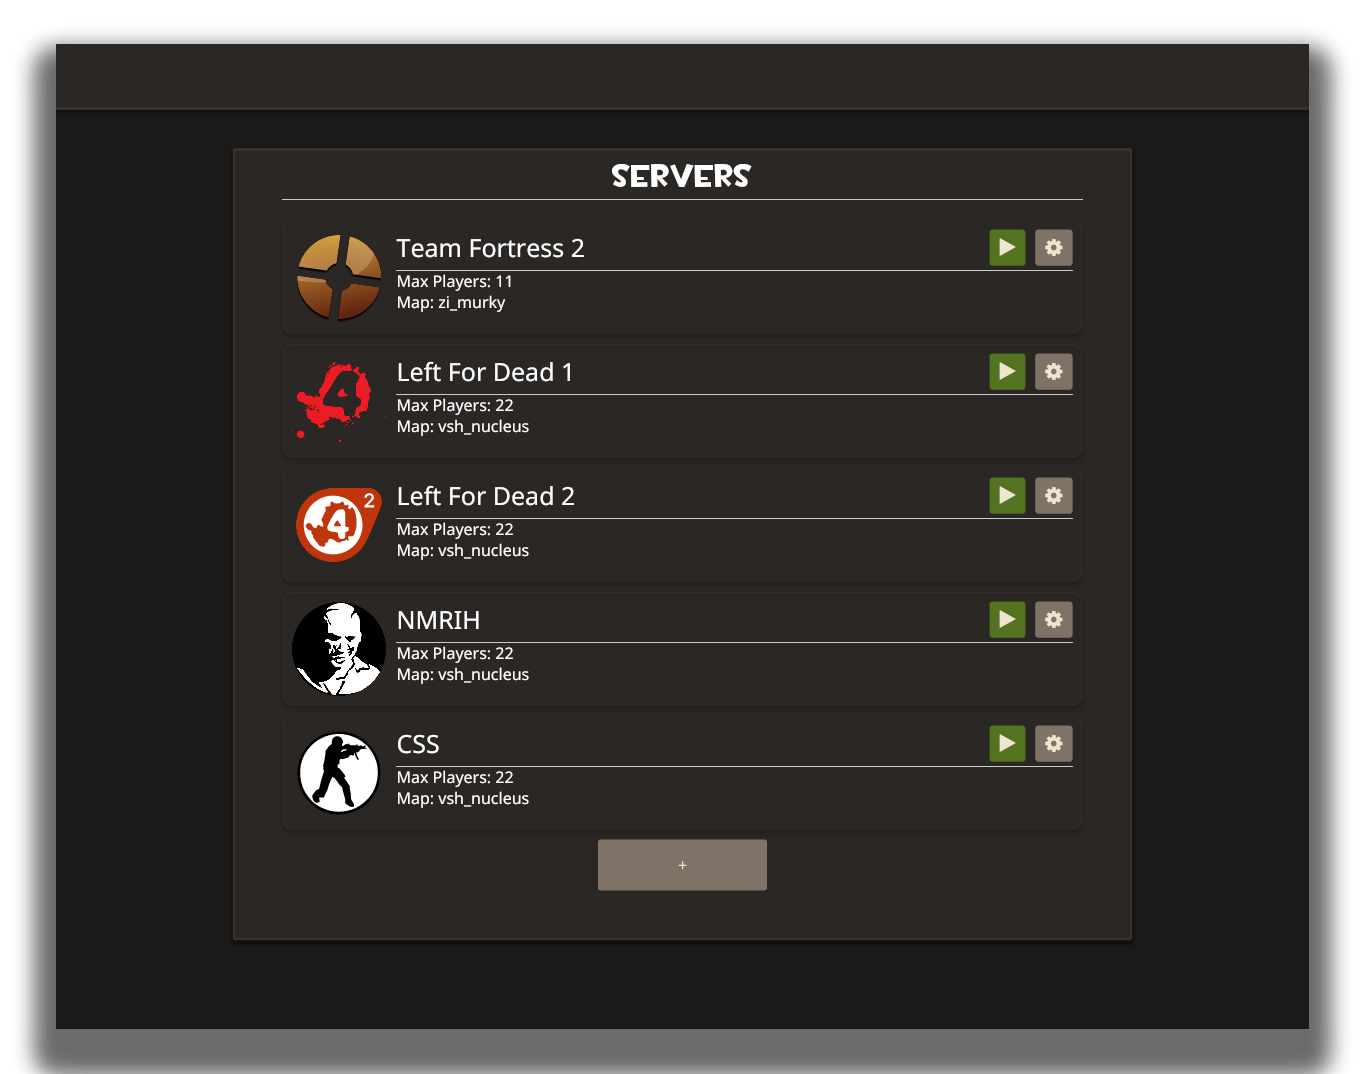 SERVERS
Team Fortress 2
Max Players: 11
Map: zi_murky
4
Left For Dead 1
Max Players: 22
Map: vsh_nucleus
4 2
Left For Dead 2
Max Players: 22
Map: vsh_nucleus
NMRIH
Max Players: 22
Map: vsh_nucleus
CSS
Max Players: 22
Map: vsh_nucleus
+